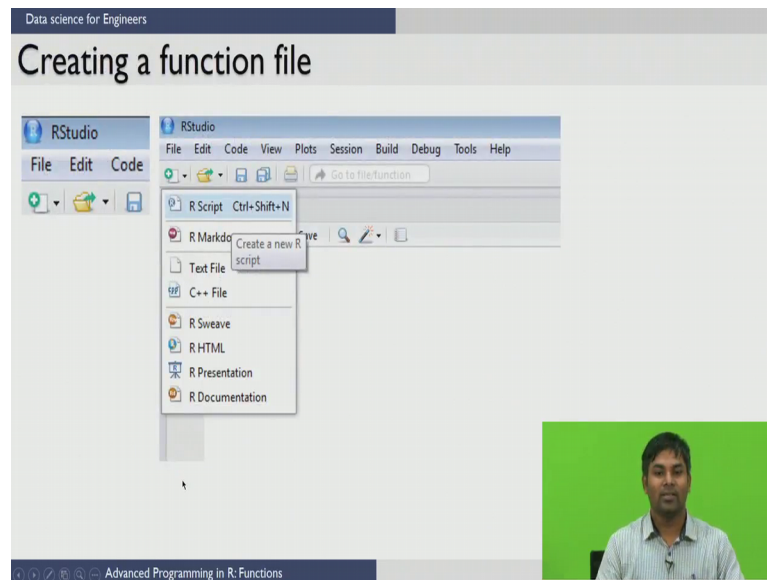 Data science for Engineers
Creating a function file
RStudio
File Edit Code
RStudio
File Edit Code View Plots Session Build Debug Tools Help
Go to file/function
R Script Ctrl+Shift+N
R Markdo
Create a new R
script
Text File
C++ File
R Sweave
R HTML
R Presentation
R Documentation
Advanced Programming in R: Functions